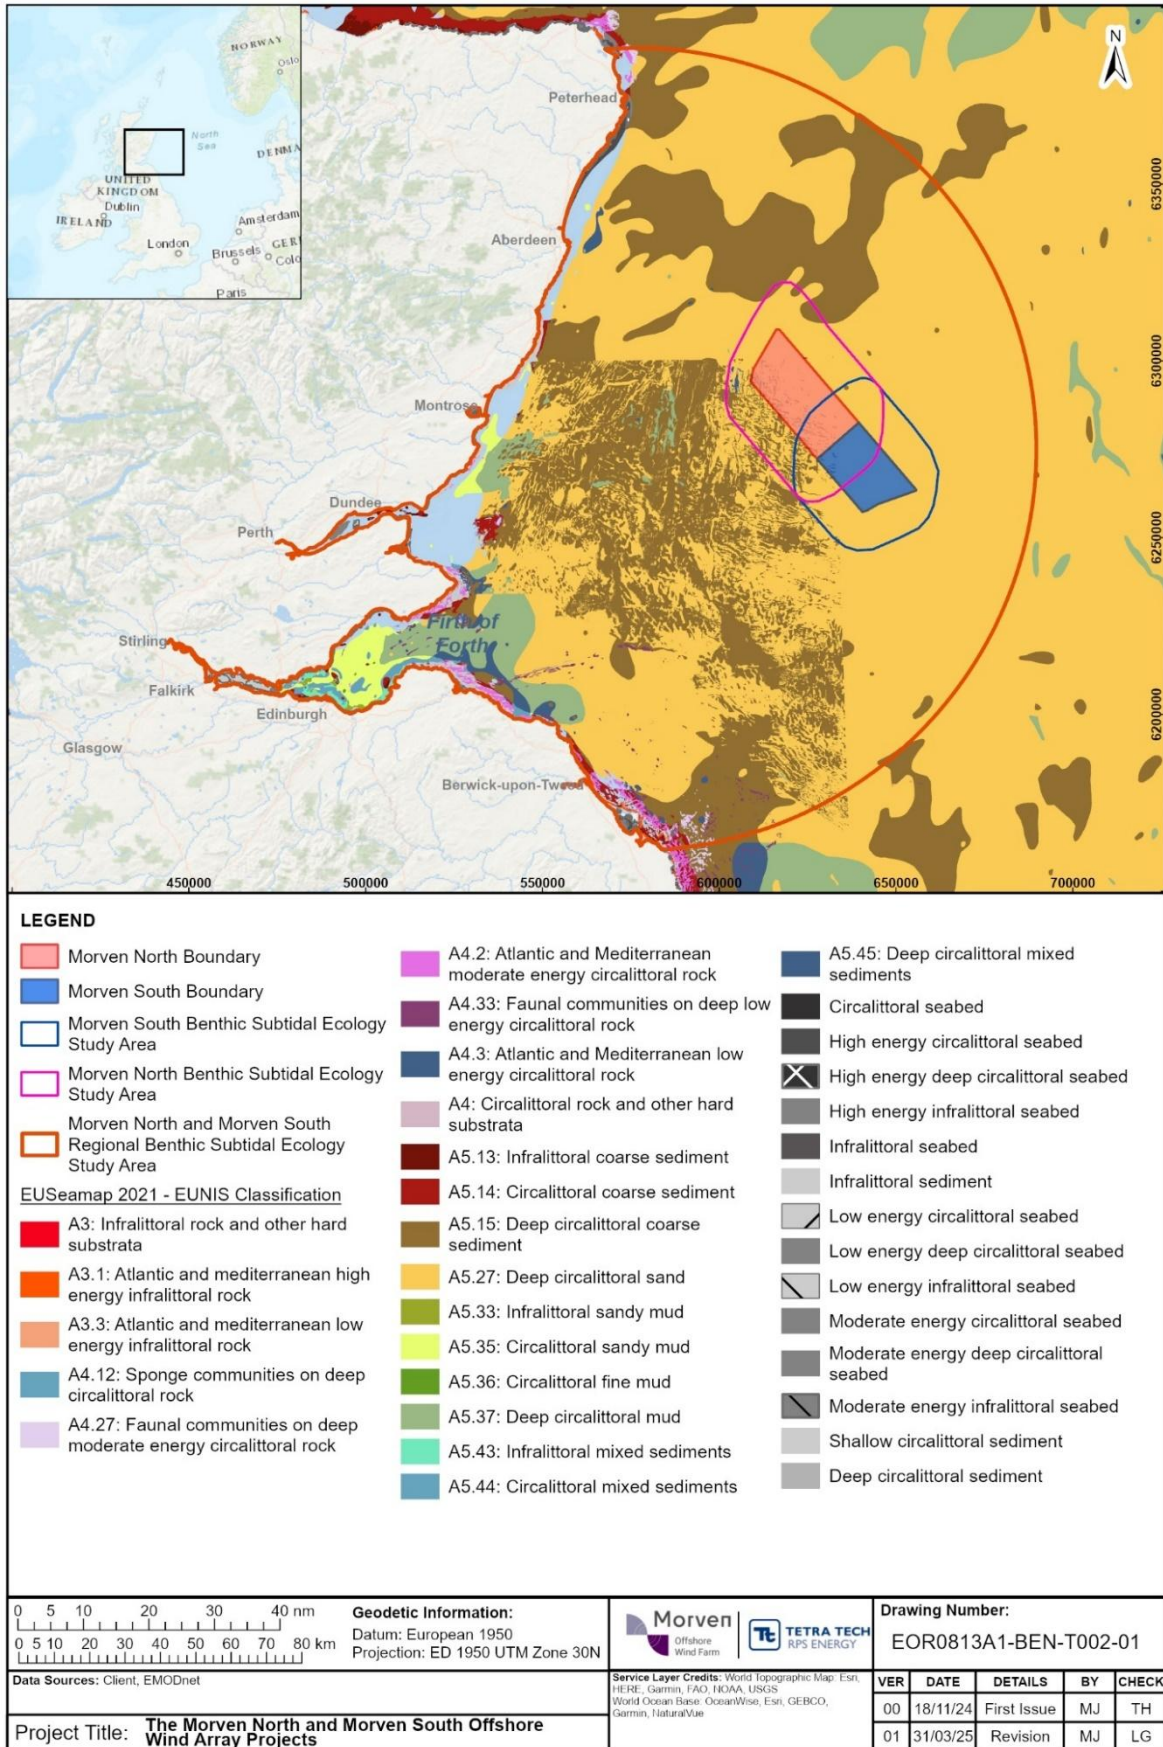 NORWAY
Oslo
North
Sea
DENMA
UNITED
KINGDOM
Dublin
IRELAND
Amsterdam
London
GER
Brussels
Colo
Paris
N
Peterhead
Aberdeen
Montrose
Dundee
Perth
Stirling
Firth of
Forth
Falkirk
Edinburgh
Glasgow
Berwick-upon-Tweed
6350000
6300000
6250000
6200000
450000
500000
550000
600000
650000
700000
LEGEND
Morven North Boundary
Morven South Boundary
Morven South Benthic Subtidal Ecology
Study Area
Morven North Benthic Subtidal Ecology
Study Area
Morven North and Morven South
Regional Benthic Subtidal Ecology
Study Area
EUSeamap 2021 - EUNIS Classification
A3: Infralittoral rock and other hard
substrata
A3.1: Atlantic and mediterranean high
energy infralittoral rock
A3.3: Atlantic and mediterranean low
energy infralittoral rock
A4.12: Sponge communities on deep
circalittoral rock
A4.27: Faunal communities on deep
moderate energy circalittoral rock
A4.2: Atlantic and Mediterranean
moderate energy circalittoral rock
A4.33: Faunal communities on deep low
energy circalittoral rock
A4.3: Atlantic and Mediterranean low
energy circalittoral rock
A4: Circalittoral rock and other hard
substrata
A5.13: Infralittoral coarse sediment
A5.14: Circalittoral coarse sediment
A5.15: Deep circalittoral coarse
sediment
A5.27: Deep circalittoral sand
A5.33: Infralittoral sandy mud
A5.35: Circalittoral sandy mud
A5.36: Circalittoral fine mud
A5.37: Deep circalittoral mud
A5.43: Infralittoral mixed sediments
A5.44: Circalittoral mixed sediments
A5.45: Deep circalittoral mixed
sediments
Circalittoral seabed
High energy circalittoral seabed
High energy deep circalittoral seabed
High energy infralittoral seabed
Infralittoral seabed
Infralittoral sediment
Low energy circalittoral seabed
Low energy deep circalittoral seabed
Low energy infralittoral seabed
Moderate energy circalittoral seabed
Moderate energy deep circalittoral
seabed
Moderate energy infralittoral seabed
Shallow circalittoral sediment
Deep circalittoral sediment
0 5 10 20 30 40 nm
0 5 10 20 30 40 50 60 70 80 km
Geodetic Information:
Datum: European 1950
Projection: ED 1950 UTM Zone 30N
Data Sources: Client, EMODnet
Project Title: The Morven North and Morven South Offshore
Wind Array Projects
Morven
Offshore
Wind Farm
Tt TETRA TECH
RPS ENERGY
Service Layer Credits: World Topographic Map: Esri,
HERE, Garmin, FAO, NOAA, USGS
World Ocean Base: OceanWise, Esri, GEBCO,
Garmin, NaturalVue
Drawing Number:
EOR0813A1-BEN-T002-01
VER DATE DETAILS BY CHECK
00 18/11/24 First Issue MJ TH
01 31/03/25 Revision MJ LG